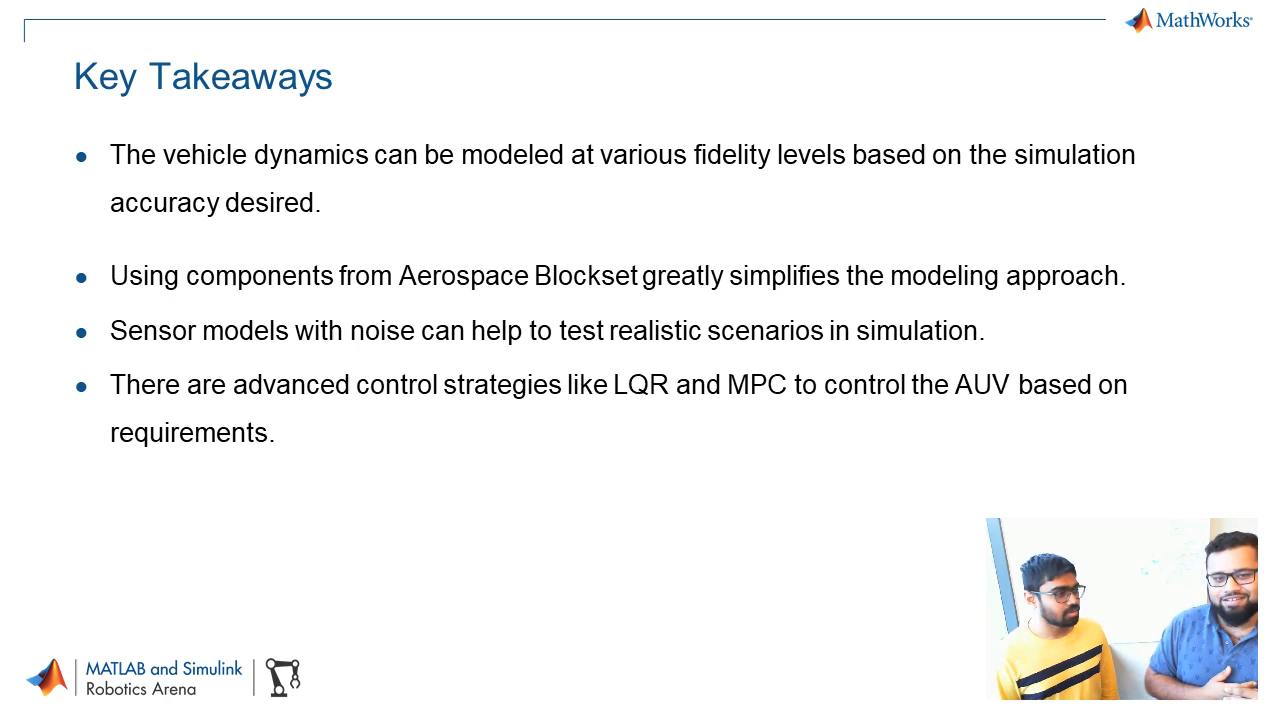 MathWorks®
Key Takeaways
The vehicle dynamics can be modeled at various fidelity levels based on the simulation
accuracy desired.
Using components from Aerospace Blockset greatly simplifies the modeling approach.
Sensor models with noise can help to test realistic scenarios in simulation.
There are advanced control strategies like LQR and MPC to control the AUV based on
requirements.
MATLAB and Simulink
Robotics Arena